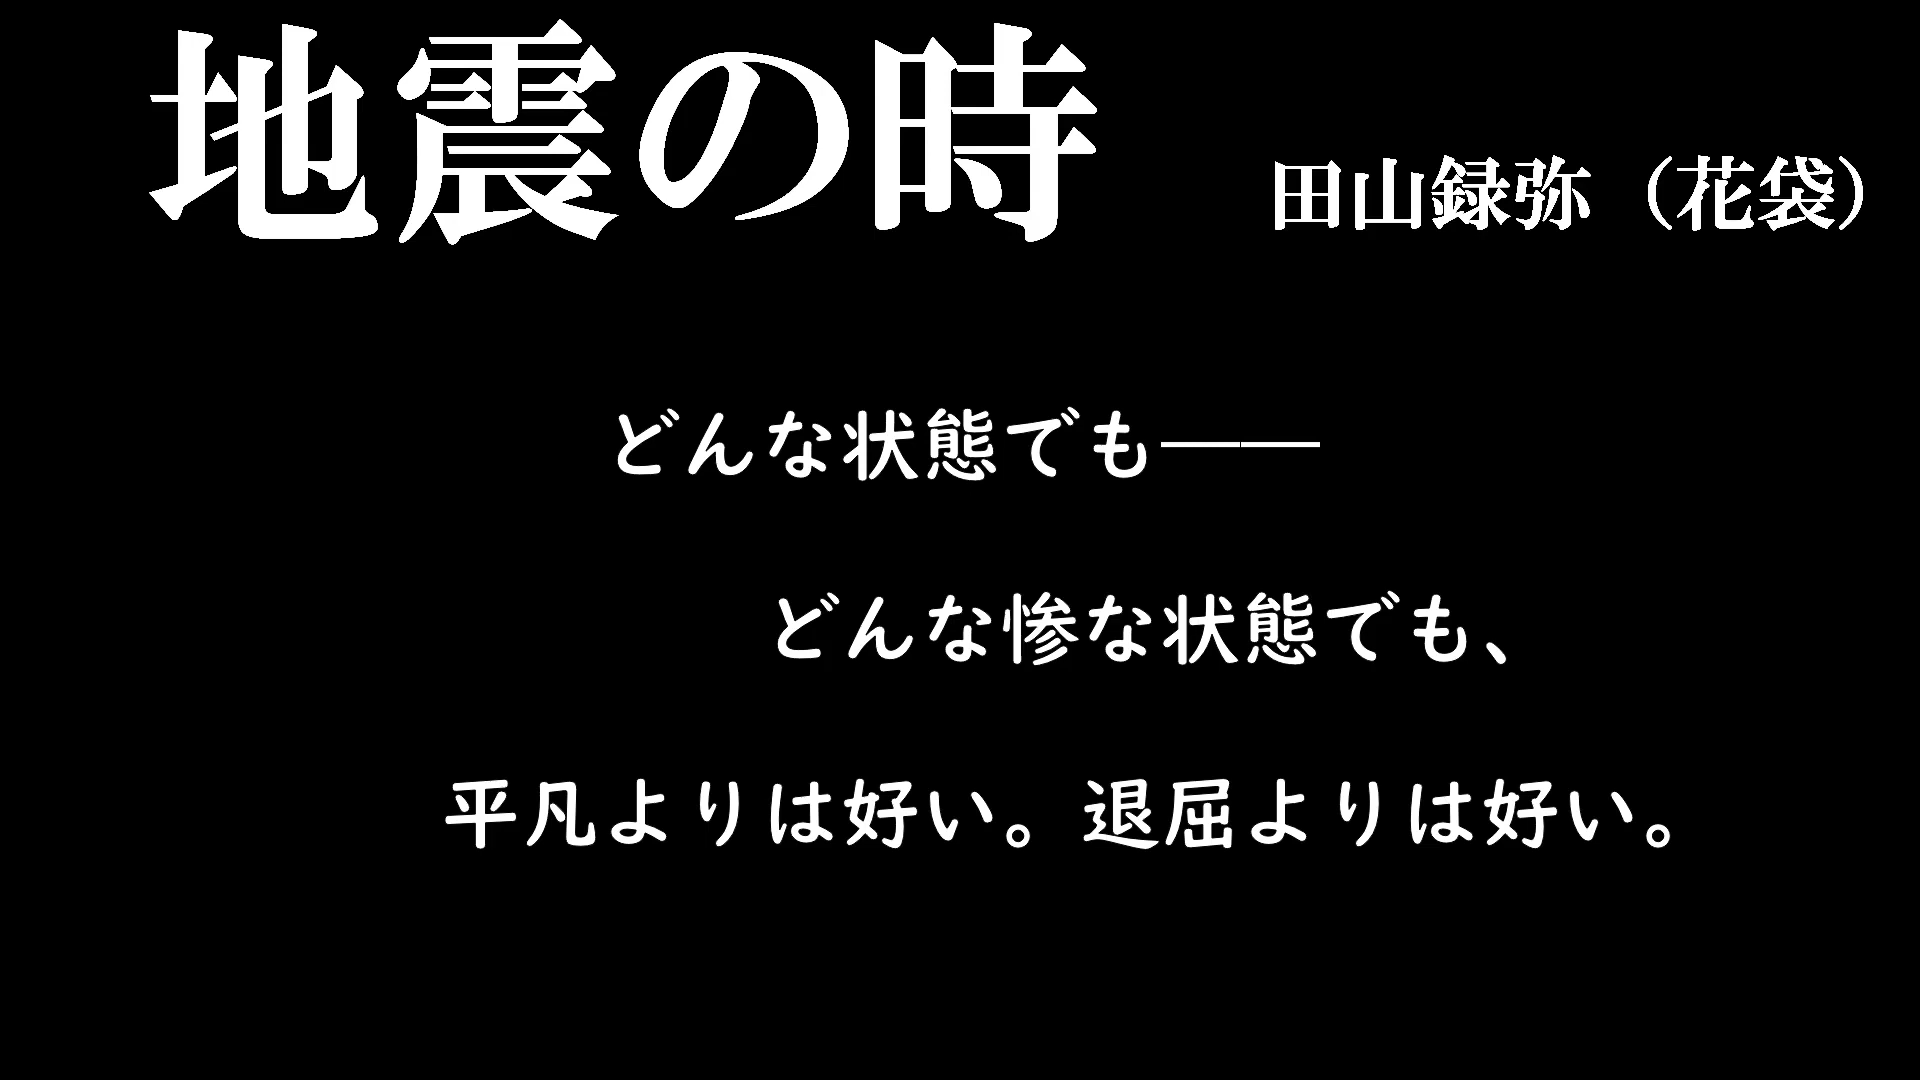 地震の時
田山録弥（花袋）
どんな状態でも――
どんな惨な状態でも、
平凡よりは好い。退屈よりは好い。